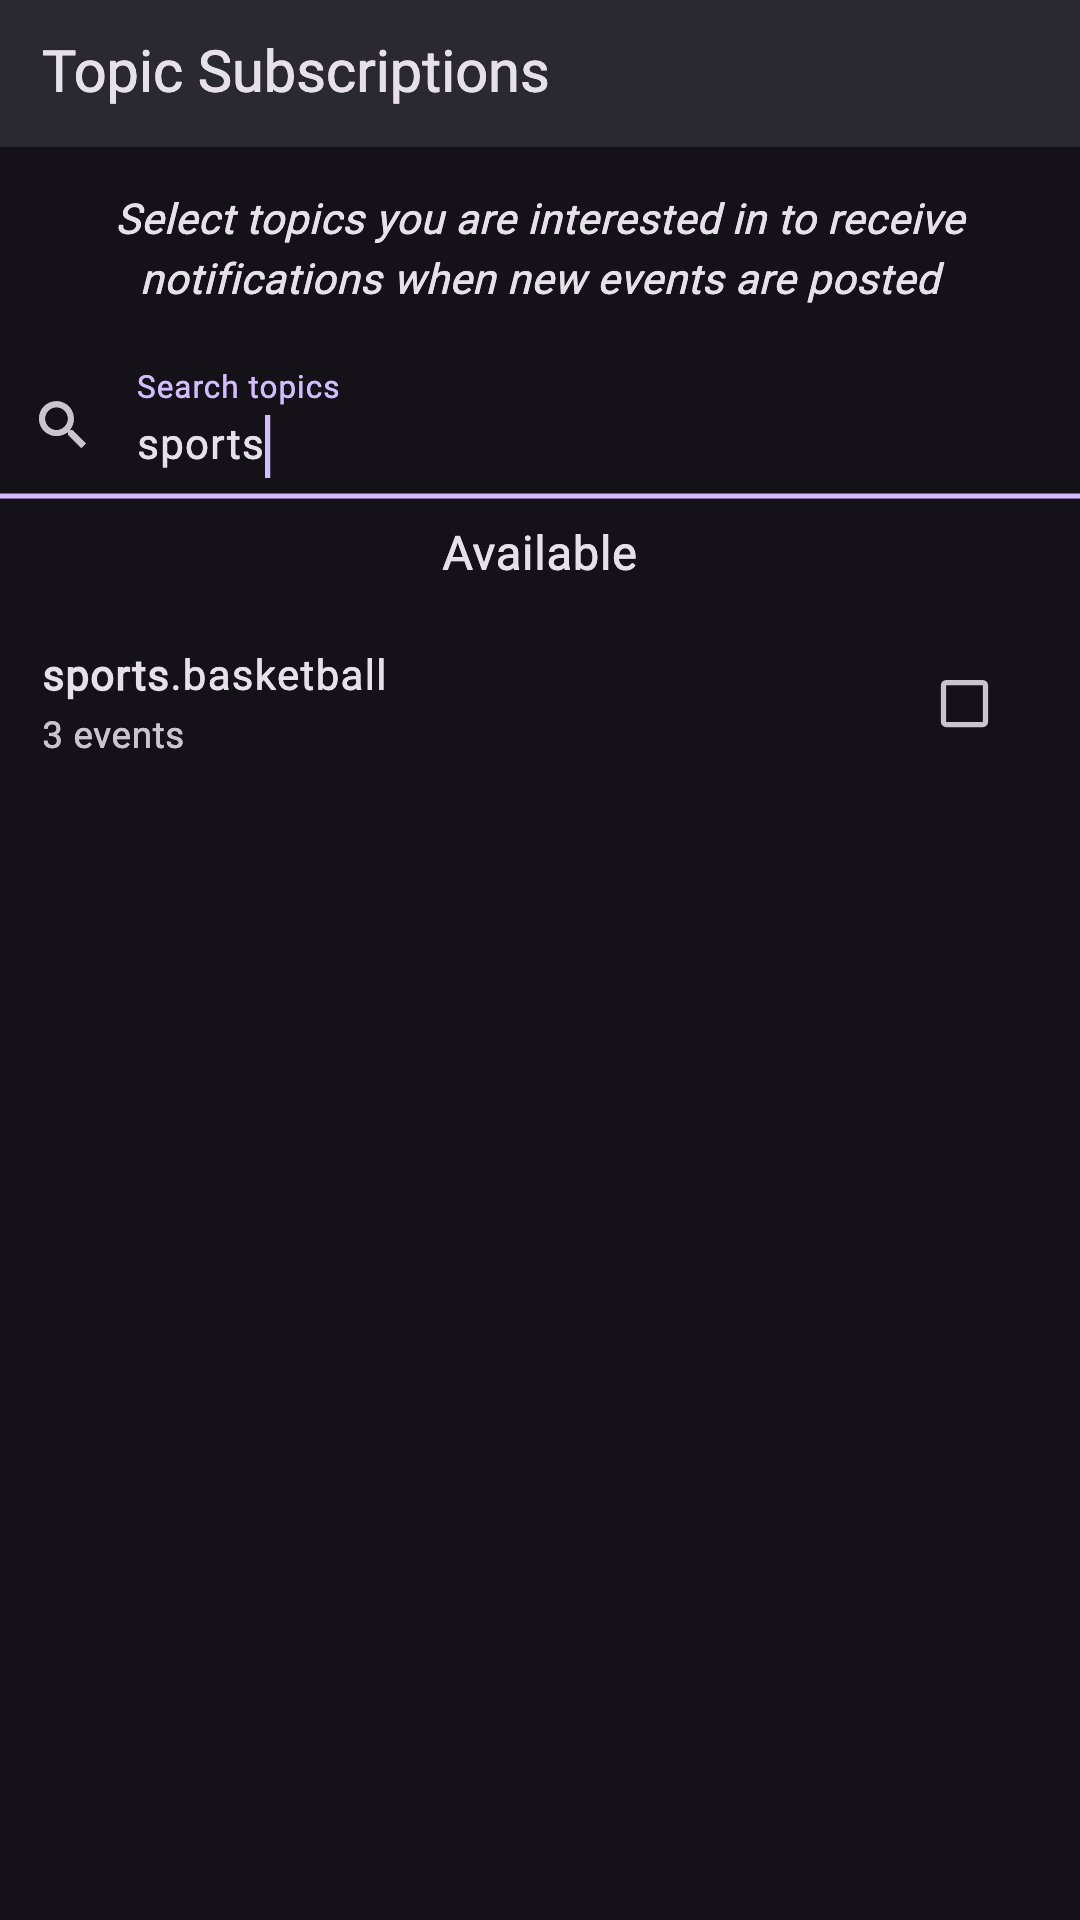 Topic Subscriptions
Select topics you are interested in to receive
notifications when new events are posted
Search topics
sports
Available
sports.basketball
3 events